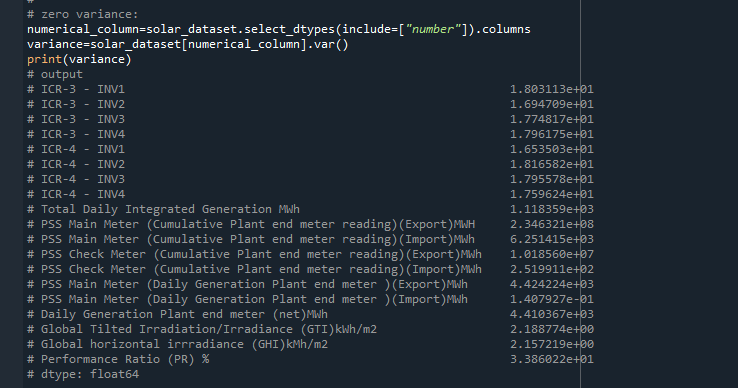 #
# zero variance:
numerical_column=solar_dataset.select_dtypes(include=["number"]).columns
variance=solar_dataset[numerical_column].var()
print(variance)
# output
# ICR-3 - INV1 1.803113e+01
# ICR-3 - INV2 1.694709e+01
# ICR-3 - INV3 1.774817e+01
# ICR-3 - INV4 1.796175e+01
# ICR-4 - INV1 1.653503e+01
# ICR-4 - INV2 1.816582e+01
# ICR-4 - INV3 1.795578e+01
# ICR-4 - INV4 1.759624e+01
# Total Daily Integrated Generation MWh 1.118359e+03
# PSS Main Meter (Cumulative Plant end meter reading)(Export)MWH 2.346321e+08
# PSS Main Meter (Cumulative Plant end meter reading)(Import)MWh 6.251415e+03
# PSS Check Meter (Cumulative Plant end meter reading)(Export)MWh 1.018560e+07
# PSS Check Meter (Cumulative Plant end meter reading)(Import)MWh 2.519911e+02
# PSS Main Meter (Daily Generation Plant end meter )(Export)MWh 4.424224e+03
# PSS Main Meter (Daily Generation Plant end meter )(Import)MWh 1.407927e-01
# Daily Generation Plant end meter (net)MWh 4.410367e+03
# Global Tilted Irradiation/Irradiance (GTI)kWh/m2 2.188774e+00
# Global horizontal irrradiance (GHI)kMh/m2 2.157219e+00
# Performance Ratio (PR) % 3.386022e+01
# dtype: float64